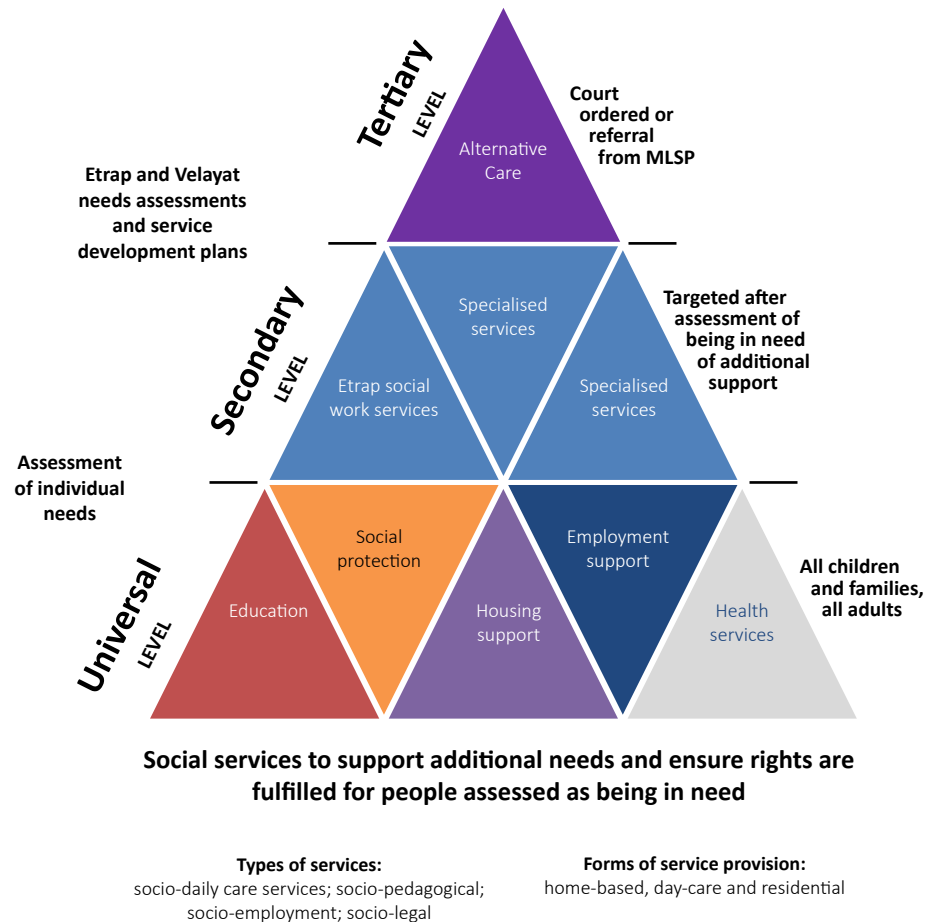 Tertiary
LEVEL
Alternative
Care
Court
ordered or
referral
from MLSP
Etrap and Velayat
needs assessments
and service
development plans
Secondary
LEVEL
Specialised
services
Etrap social
work services
Specialised
services
Targeted after
assessment of
being in need
of additional
support
Assessment
of individual
needs
Universal
LEVEL
Education
Social
protection
Housing
support
Employment
support
Health
services
All children
and families,
all adults
Social services to support additional needs and ensure rights are
fulfilled for people assessed as being in need
Types of services:
socio-daily care services; socio-pedagogical;
socio-employment; socio-legal
Forms of service provision:
home-based, day-care and residential